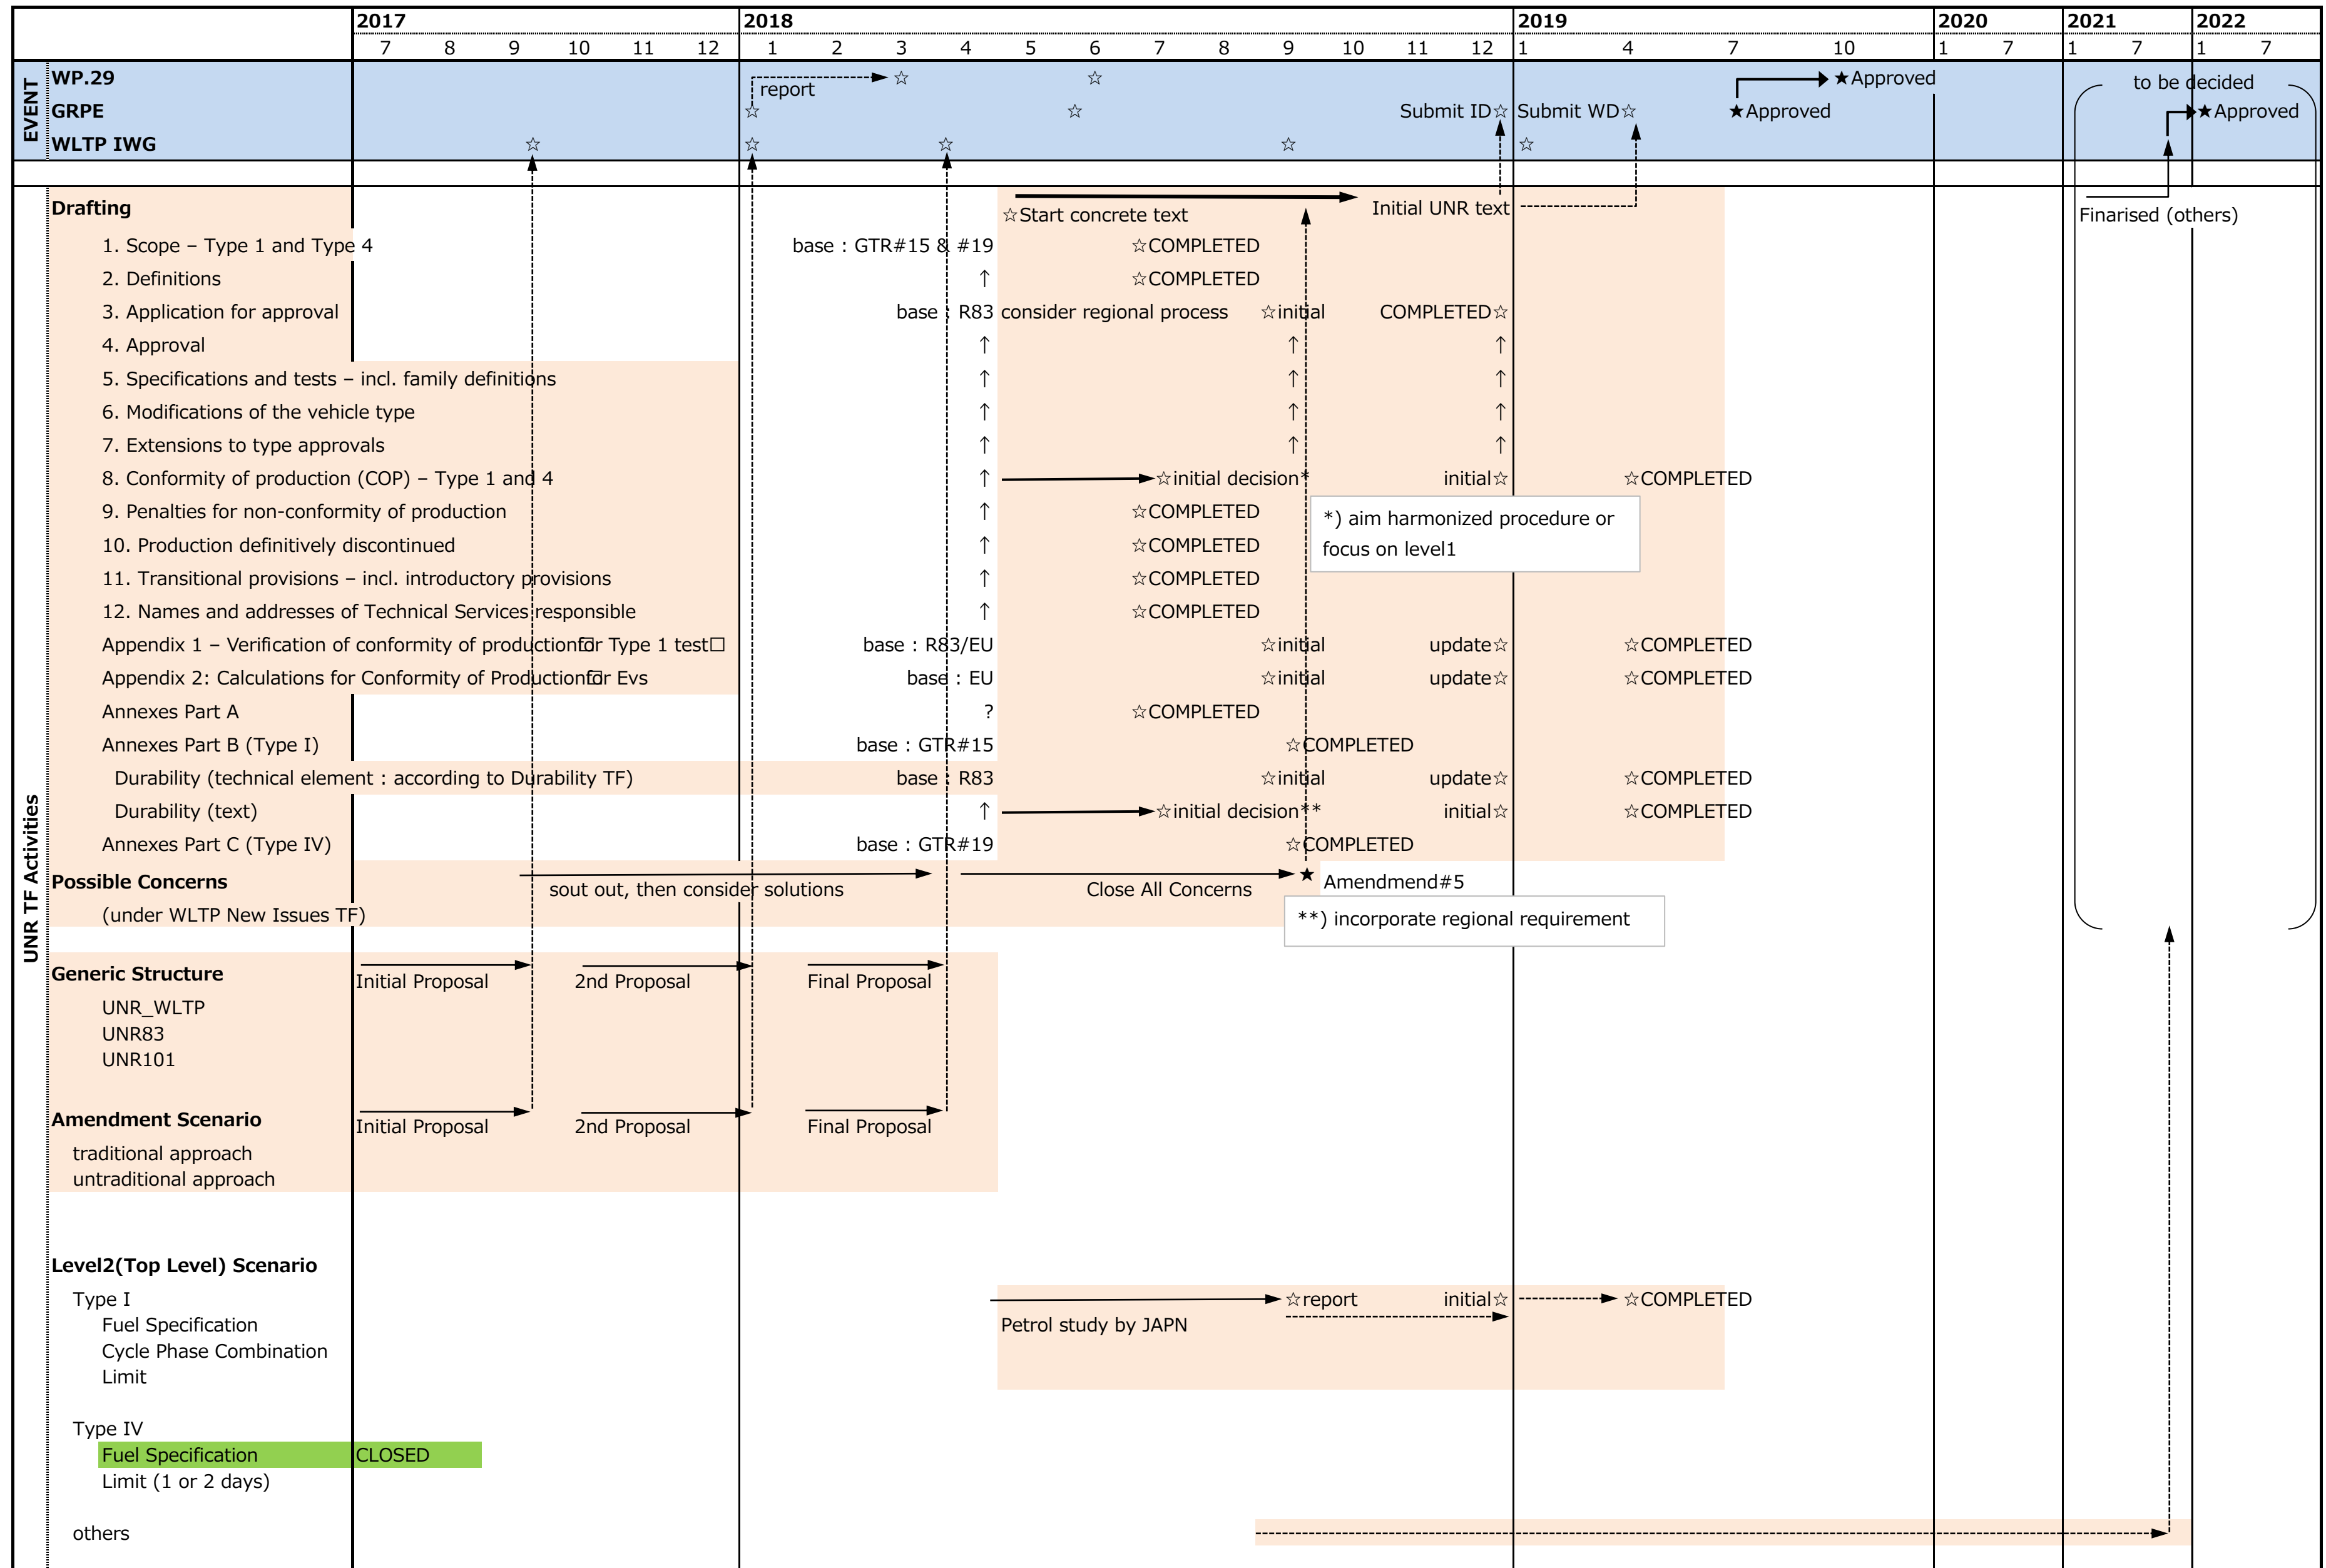 2017 2018 2019 2020 2021 2022
7 8 9 10 11 12 1 2 3 4 5 6 7 8 9 10 11 12 1 4 7 10 1 7 1 7 1 7
EVENT
WP.29 ☆ ☆ ★Approved to be decided
report
GRPE ☆ ☆ Submit ID☆ Submit WD☆ ★Approved ★Approved
WLTP IWG ☆ ☆ ☆ ☆ ☆
UNR TF Activities
Drafting Initial UNR text
☆Start concrete text Finarised (others)
1. Scope – Type 1 and Type 4 base : GTR#15 & #19 ☆COMPLETED
2. Definitions ↑ ☆COMPLETED
3. Application for approval base : R83 consider regional process ☆initial COMPLETED☆
4. Approval ↑ ↑ ↑
5. Specifications and tests – incl. family definitions ↑ ↑ ↑
6. Modifications of the vehicle type ↑ ↑ ↑
7. Extensions to type approvals ↑ ↑ ↑
8. Conformity of production (COP) – Type 1 and 4 ↑ ☆initial decision* initial☆ ☆COMPLETED
9. Penalties for non-conformity of production ↑ ☆COMPLETED
*) aim harmonized procedure or
focus on level1
10. Production definitively discontinued ↑ ☆COMPLETED
11. Transitional provisions – incl. introductory provisions ↑ ☆COMPLETED
12. Names and addresses of Technical Services responsible ↑ ☆COMPLETED
Appendix 1 – Verification of conformity of production□for Type 1 test□ base : R83/EU ☆initial update☆ ☆COMPLETED
Appendix 2: Calculations for Conformity of Production□for Evs base : EU ☆initial update☆ ☆COMPLETED
Annexes Part A ? ☆COMPLETED
Annexes Part B (Type I) base : GTR#15 ☆COMPLETED
Durability (technical element : according to Durability TF) base : R83 ☆initial update☆ ☆COMPLETED
Durability (text) ↑ ☆initial decision** initial☆ ☆COMPLETED
Annexes Part C (Type IV) base : GTR#19 ☆COMPLETED
Possible Concerns sout out, then consider solutions Close All Concerns ★ Amendmend#5
(under WLTP New Issues TF) **) incorporate regional requirement
Generic Structure Initial Proposal 2nd Proposal Final Proposal
UNR_WLTP
UNR83
UNR101
Amendment Scenario Initial Proposal 2nd Proposal Final Proposal
traditional approach
untraditional approach
Level2(Top Level) Scenario
Type I ☆report initial☆ ☆COMPLETED
Fuel Specification Petrol study by JAPN
Cycle Phase Combination
Limit
Type IV
Fuel Specification CLOSED
Limit (1 or 2 days)
others